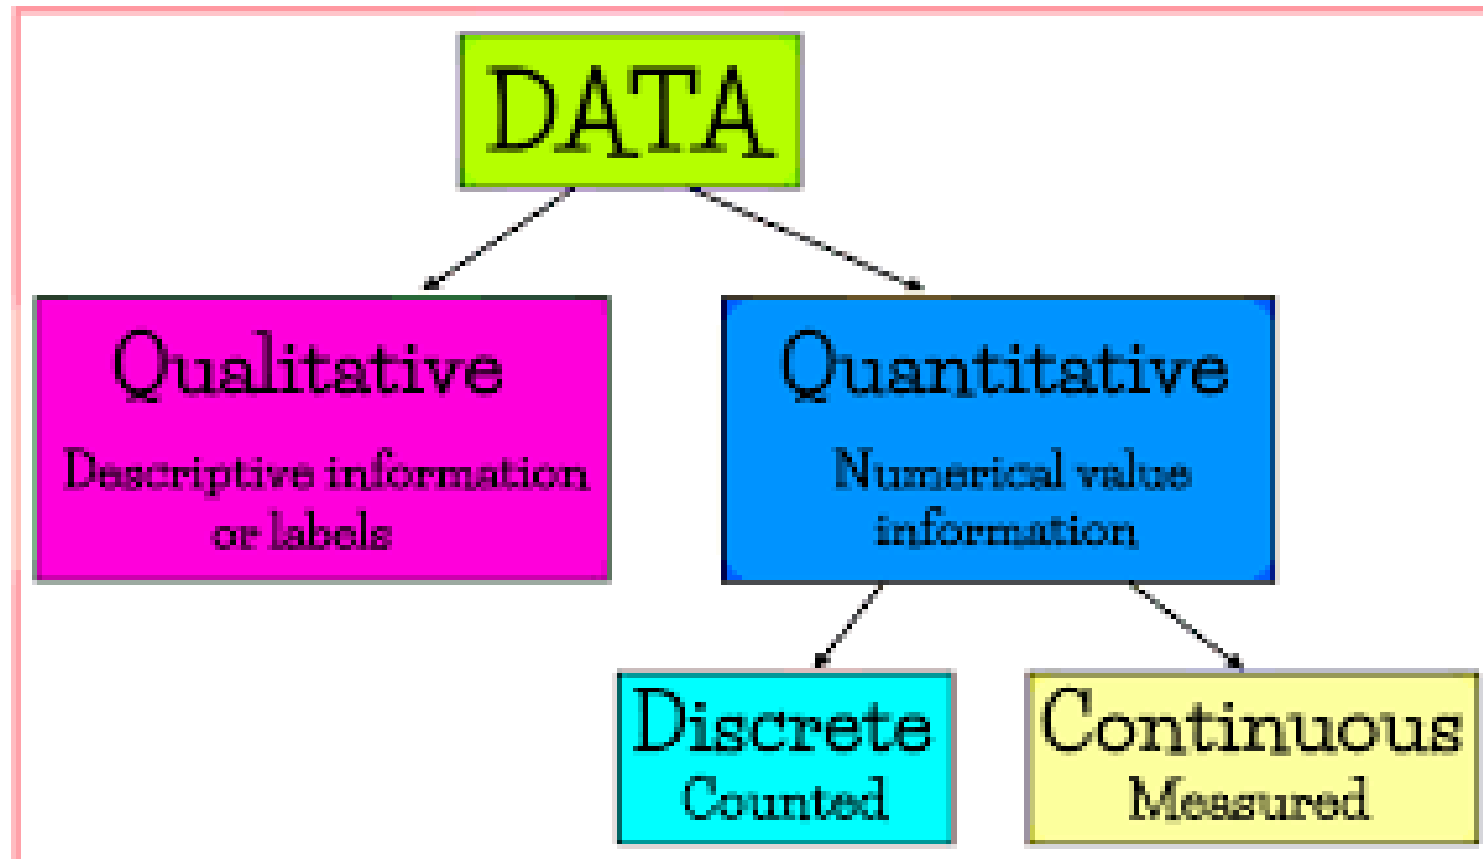 DATA
Qualitative
Descriptive information
or labels
Quantitative
Numerical value
information
Discrete
Counted
Continuous
Measured